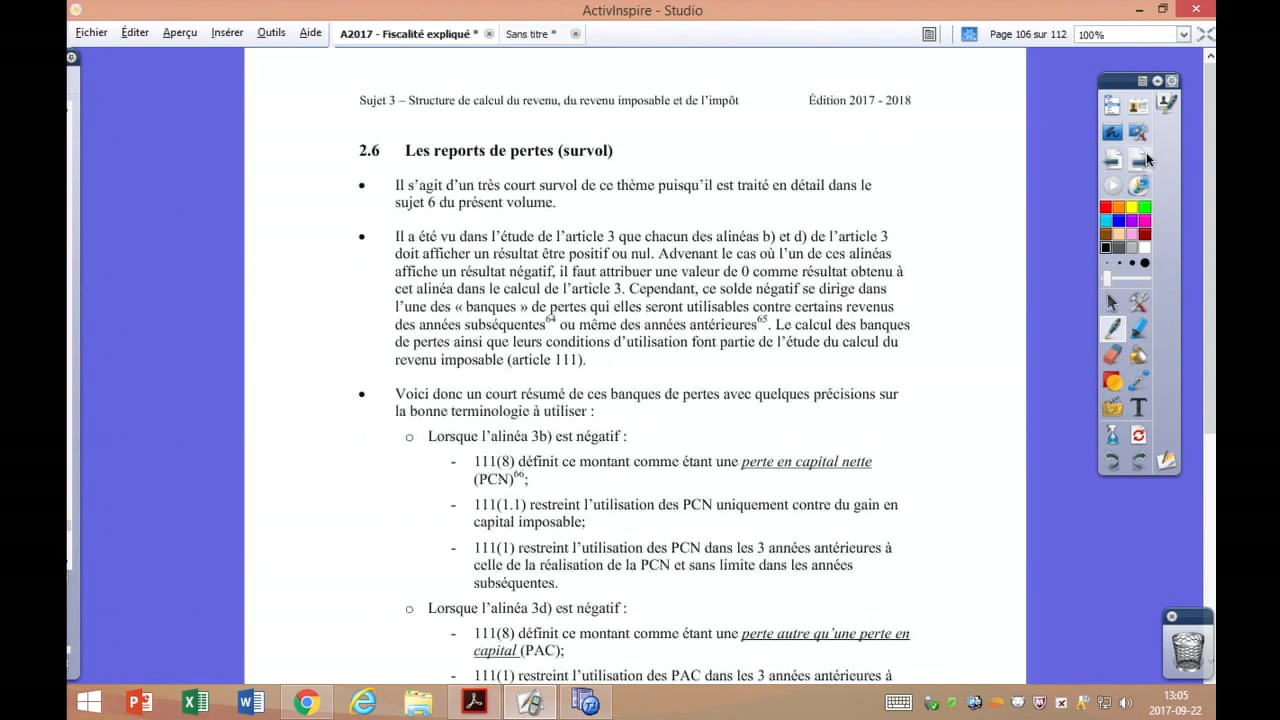 ActivInspire - Studio
Fichier Éditer Aperçu Insérer Outils Aide
A2017 - Fiscalité expliqué * Sans titre * Page 106 sur 112 100%
Sujet 3 – Structure de calcul du revenu, du revenu imposable et de l'impôt Édition 2017 - 2018
2.6 Les reports de pertes (survol)
• Il s'agit d'un très court survol de ce thème puisqu'il est traité en détail dans le
sujet 6 du présent volume.
• Il a été vu dans l'étude de l'article 3 que chacun des alinéas b) et d) de l'article 3
doit afficher un résultat être positif ou nul. Advenant le cas où l'un de ces alinéas
affiche un résultat négatif, il faut attribuer une valeur de 0 comme résultat obtenu à
cet alinéa dans le calcul de l'article 3. Cependant, ce solde négatif se dirige dans
l'une des « banques » de pertes qui elles seront utilisables contre certains revenus
des années subséquentes64 ou même des années antérieures65. Le calcul des banques
de pertes ainsi que leurs conditions d'utilisation font partie de l'étude du calcul du
revenu imposable (article 111).
• Voici donc un court résumé de ces banques de pertes avec quelques précisions sur
la bonne terminologie à utiliser :
o Lorsque l'alinéa 3b) est négatif :
- 111(8) définit ce montant comme étant une perte en capital nette
(PCN)66;
- 111(1.1) restreint l'utilisation des PCN uniquement contre du gain en
capital imposable;
- 111(1) restreint l'utilisation des PCN dans les 3 années antérieures à
celle de la réalisation de la PCN et sans limite dans les années
subséquentes.
o Lorsque l'alinéa 3d) est négatif :
- 111(8) définit ce montant comme étant une perte autre qu'une perte en
capital (PAC);
- 111(1) restreint l'utilisation des PAC dans les 3 années antérieures à
13:05
2017-09-22